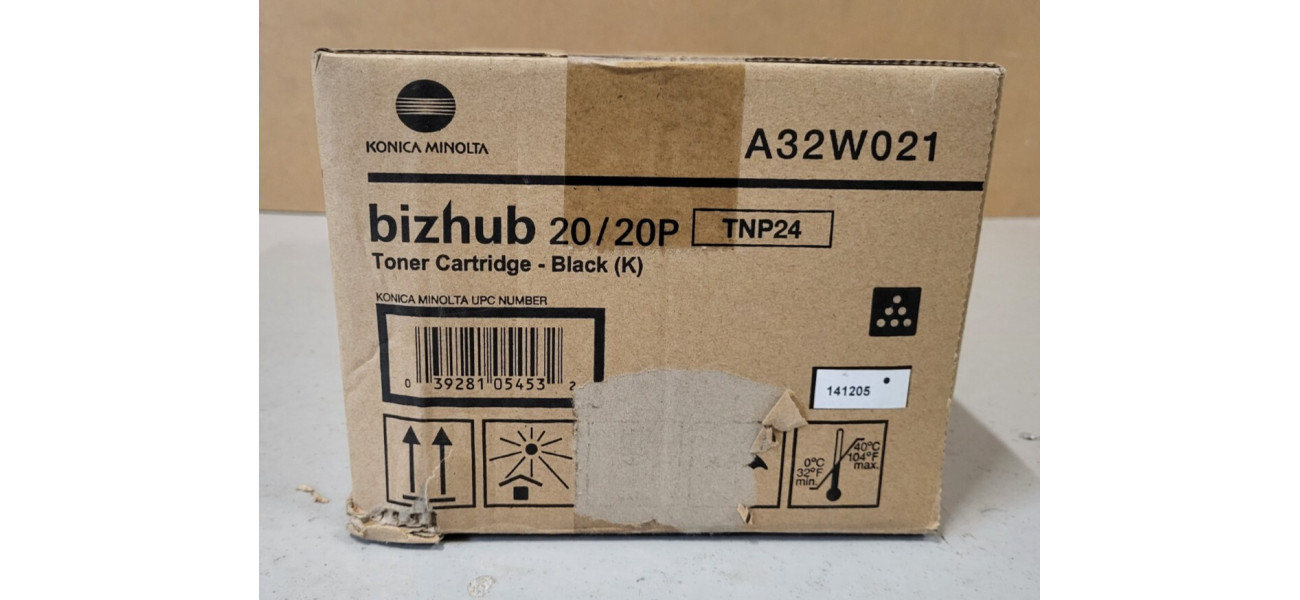 KONICA MINOLTA
A32W021
bizhub 20/20P TNP24
Toner Cartridge - Black (K)
KONICA MINOLTA UPC NUMBER
0 39281 05453 2
141205
40°C
104°F
max.
0°C
32°F
min.